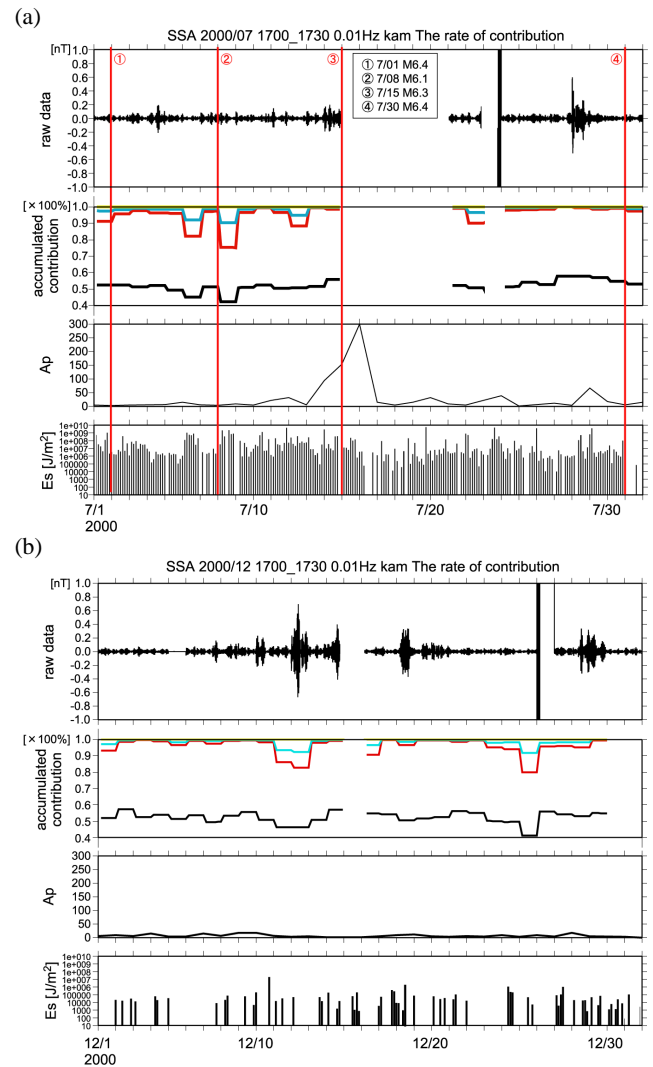 (a)
SSA 2000/07 1700_1730 0.01Hz kam The rate of contribution
[nT]
1.0
0.8
0.6
0.4
0.2
0.0
-0.2
-0.4
-0.6
-0.8
-1.0
raw data
① ② ③ ④
① 7/01 M6.4
② 7/08 M6.1
③ 7/15 M6.3
④ 7/30 M6.4
[×100%]
1.0
0.9
0.8
0.7
0.6
0.5
0.4
accumulated
contribution
300
250
200
150
100
50
0
Ap
1e+010
1e+009
1e+008
1e+007
1e+006
100000
10000
1000
100
10
Es [J/m²]
7/1 7/10 7/20 7/30
2000
(b)
SSA 2000/12 1700_1730 0.01Hz kam The rate of contribution
[nT]
1.0
0.8
0.6
0.4
0.2
0.0
-0.2
-0.4
-0.6
-0.8
-1.0
raw data
[×100%]
1.0
0.9
0.8
0.7
0.6
0.5
0.4
accumulated
contribution
300
250
200
150
100
50
0
Ap
1e+010
1e+009
1e+008
1e+007
1e+006
100000
10000
1000
100
10
Es [J/m²]
12/1 12/10 12/20 12/30
2000